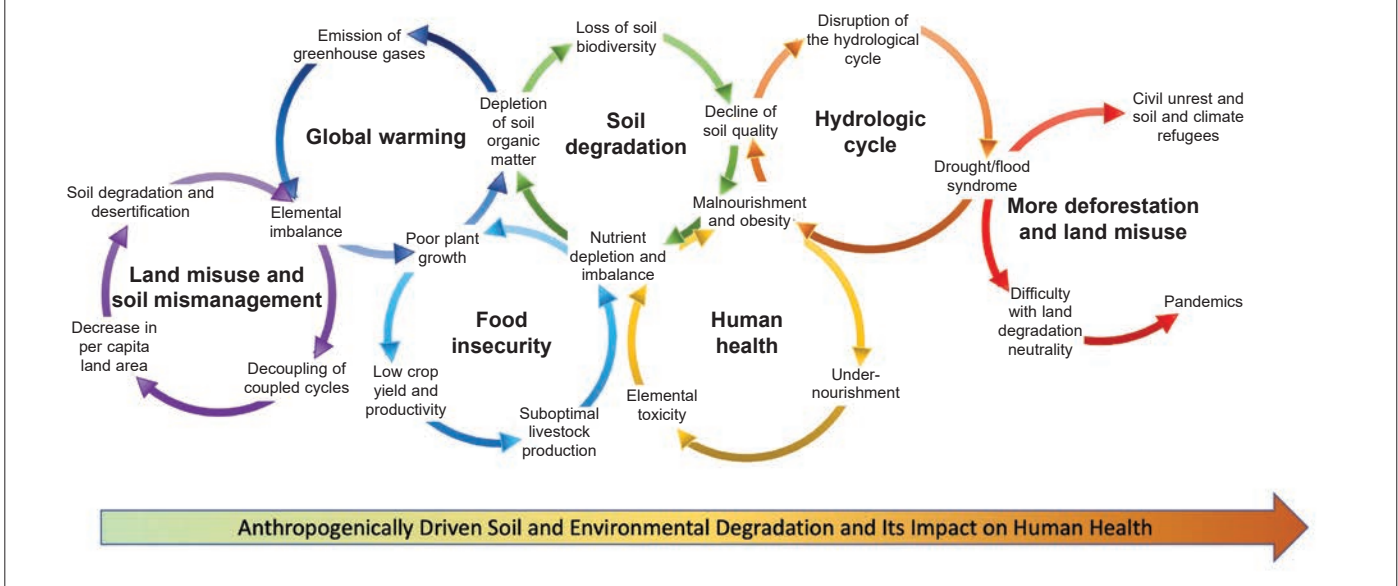 Emission of
greenhouse gases
Loss of soil
biodiversity
Disruption of
the hydrological
cycle
Depletion
of soil
organic
matter
Decline of
soil quality
Civil unrest and
soil and climate
refugees
Global warming
Soil
degradation
Hydrologic
cycle
Drought/flood
syndrome
Soil degradation and
desertification
Elemental
imbalance
Malnourishment
and obesity
More deforestation
and land misuse
Poor plant
growth
Nutrient
depletion and
imbalance
Land misuse and
soil mismanagement
Difficulty
with land
degradation
neutrality
Pandemics
Decrease in
per capita
land area
Food
insecurity
Human
health
Decoupling of
coupled cycles
Low crop
yield and
productivity
Under-
nourishment
Elemental
toxicity
Suboptimal
livestock
production
Anthropogenically Driven Soil and Environmental Degradation and Its Impact on Human Health